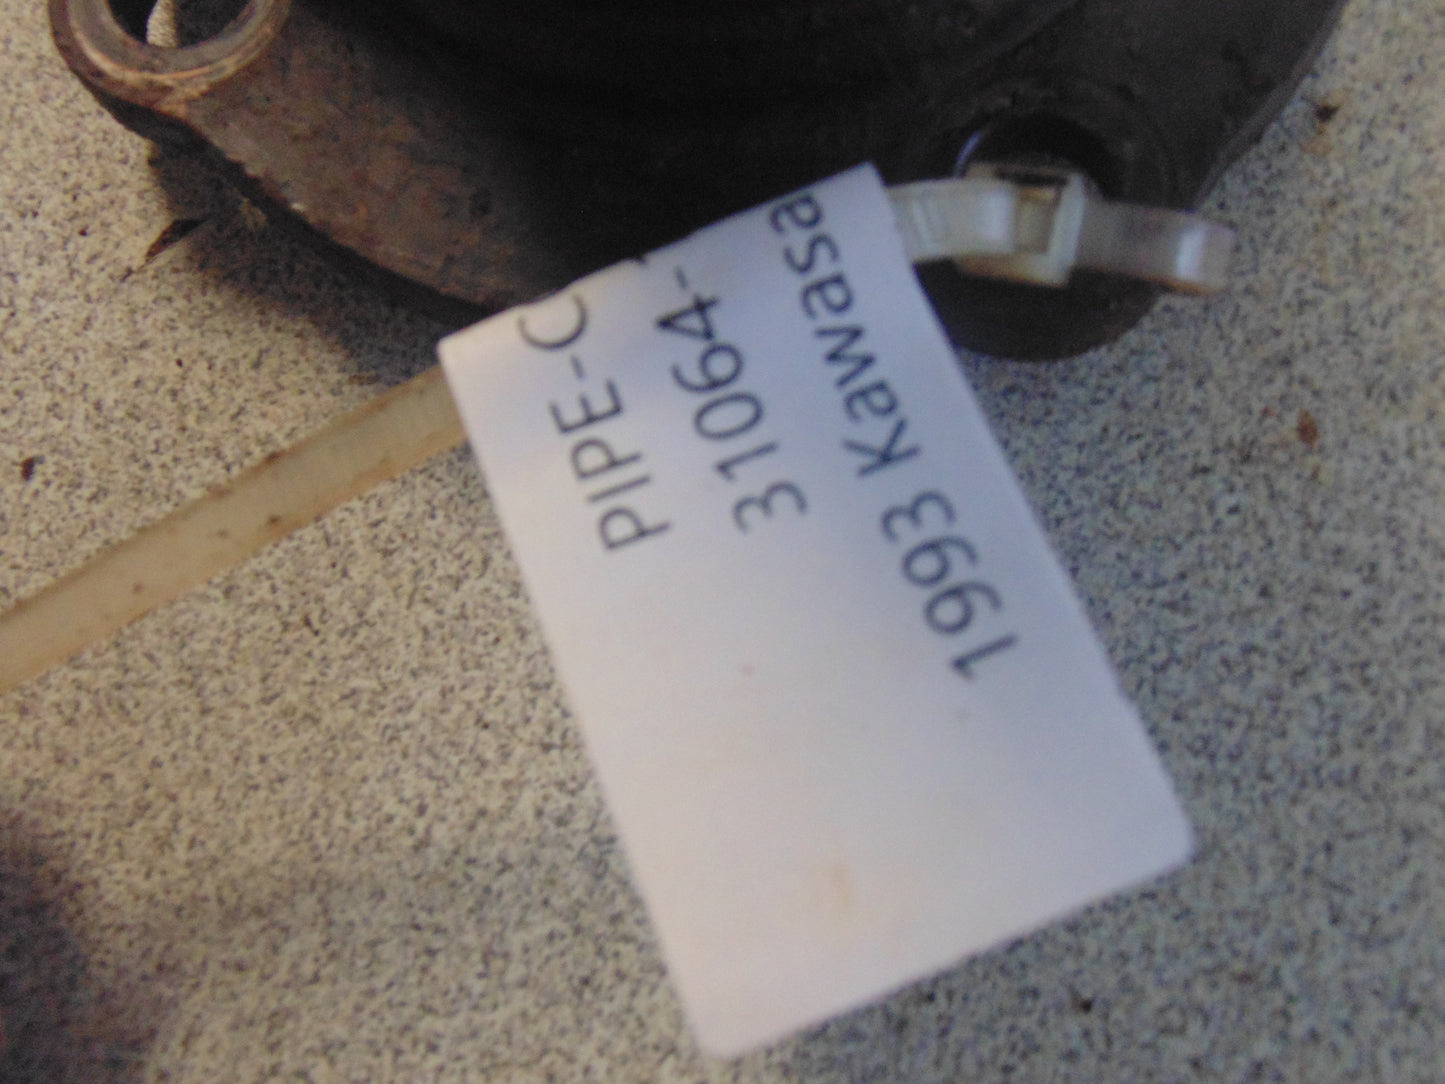 1993 Kawasa
31064-
PIPE-C